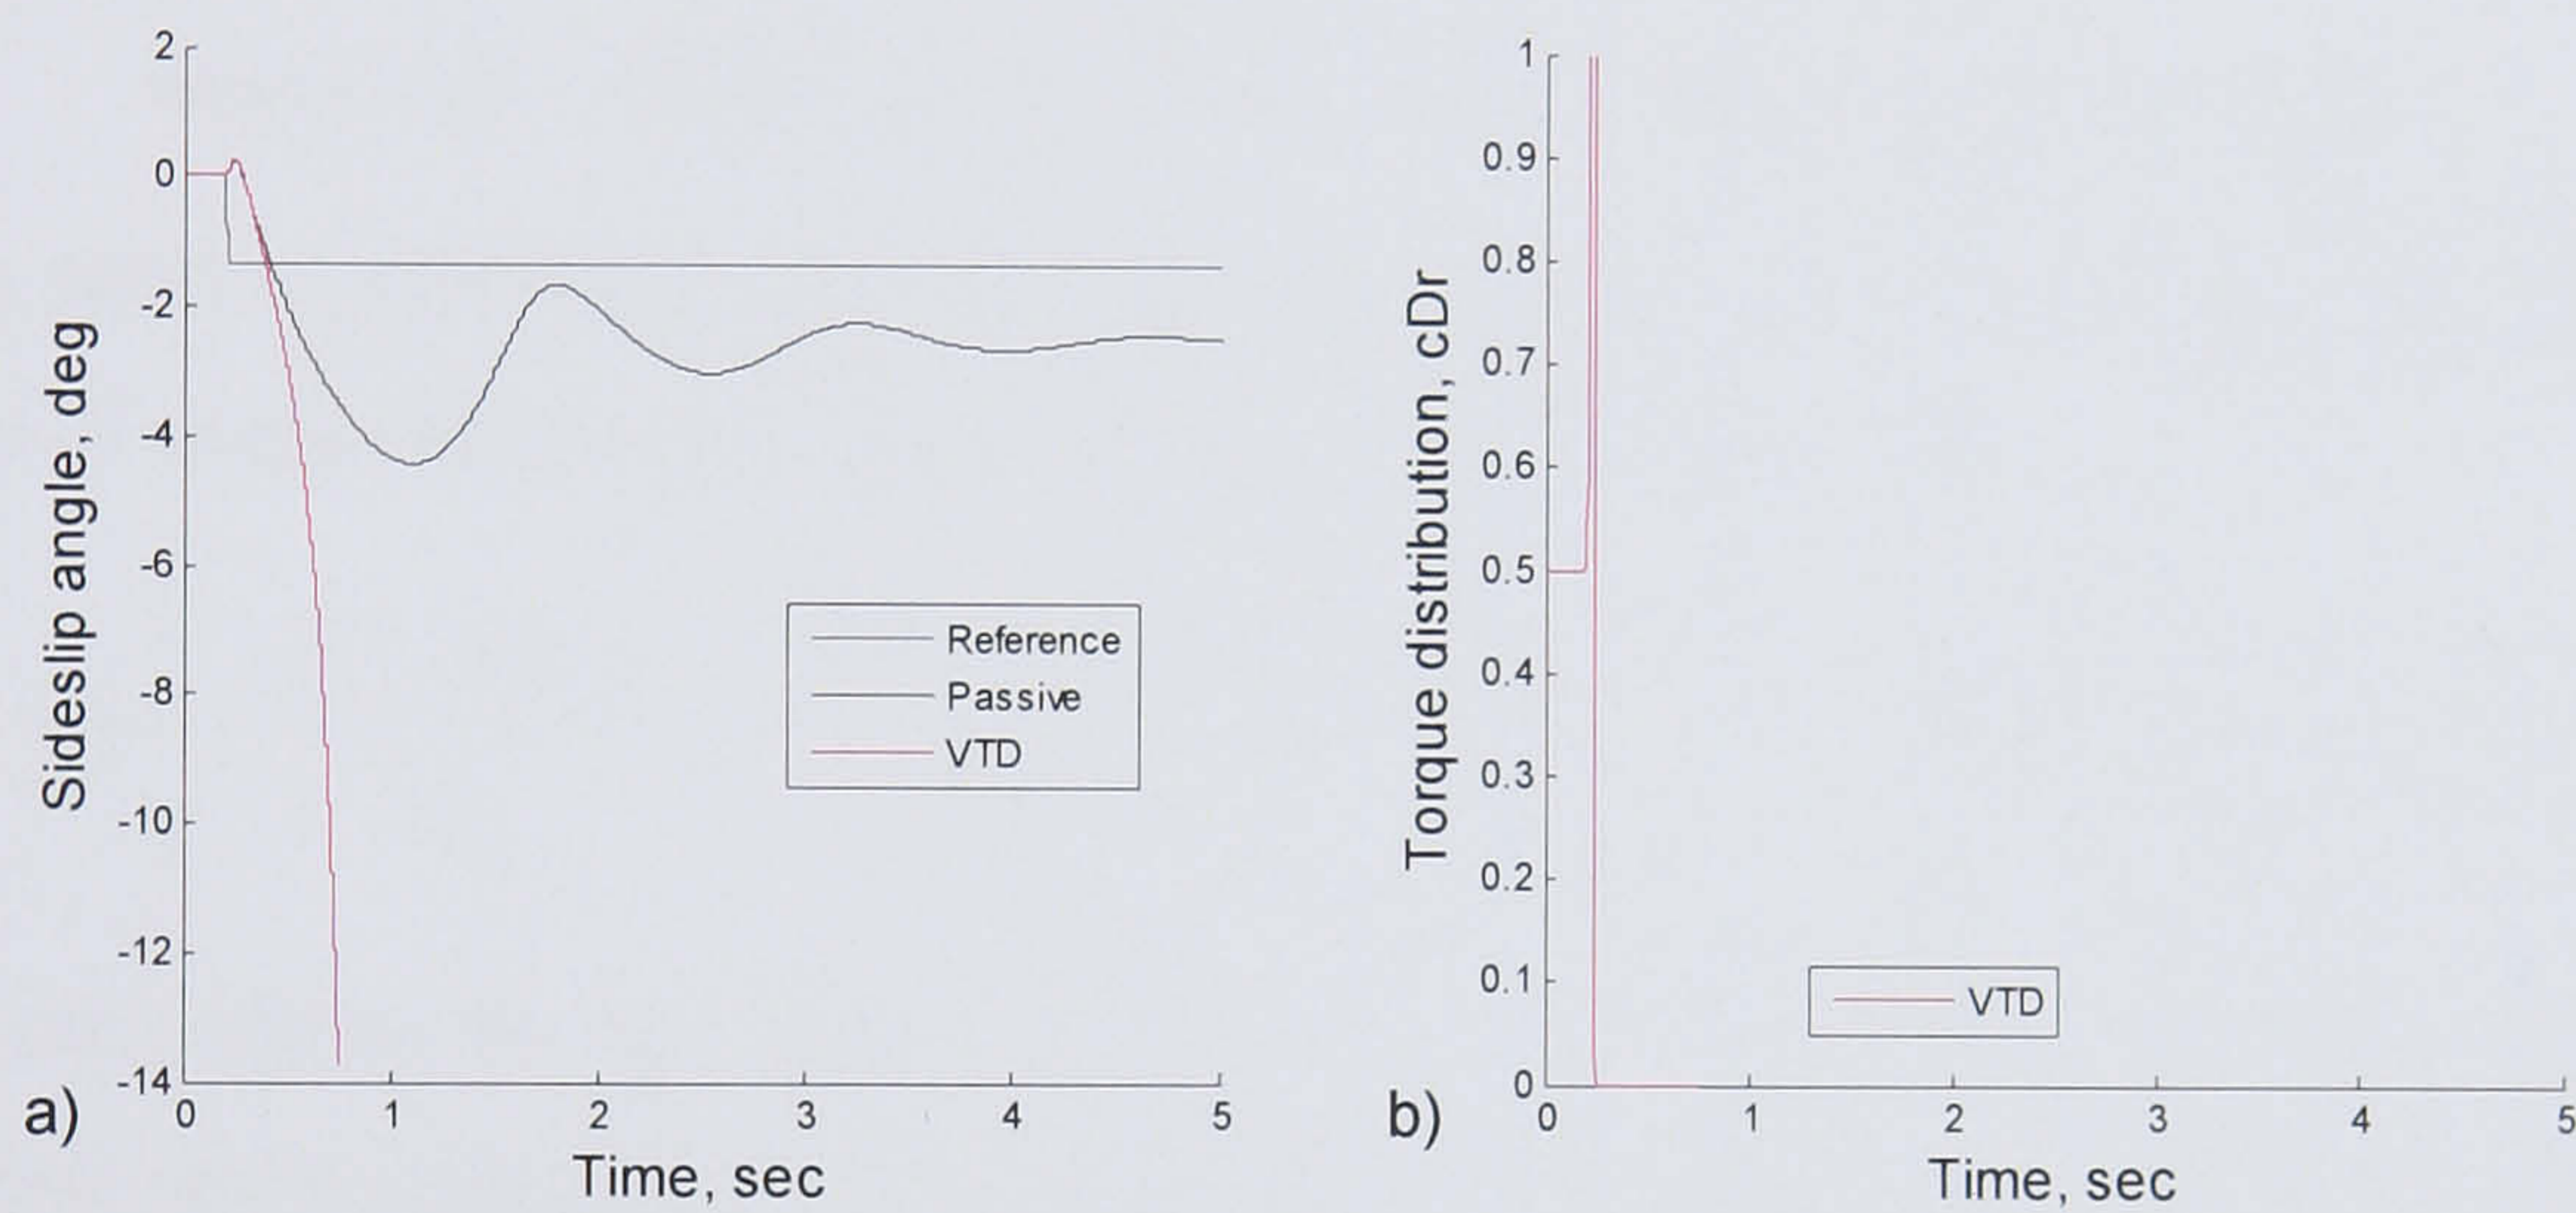 2
0
-2
-4
-6
-8
-10
-12
-14
0 1 2 3 4 5
Sideslip angle, deg
Time, sec
Reference
Passive
VTD
a)
1
0.9
0.8
0.7
0.6
0.5
0.4
0.3
0.2
0.1
0
0 1 2 3 4 5
Torque distribution, cDr
Time, sec
VTD
b)